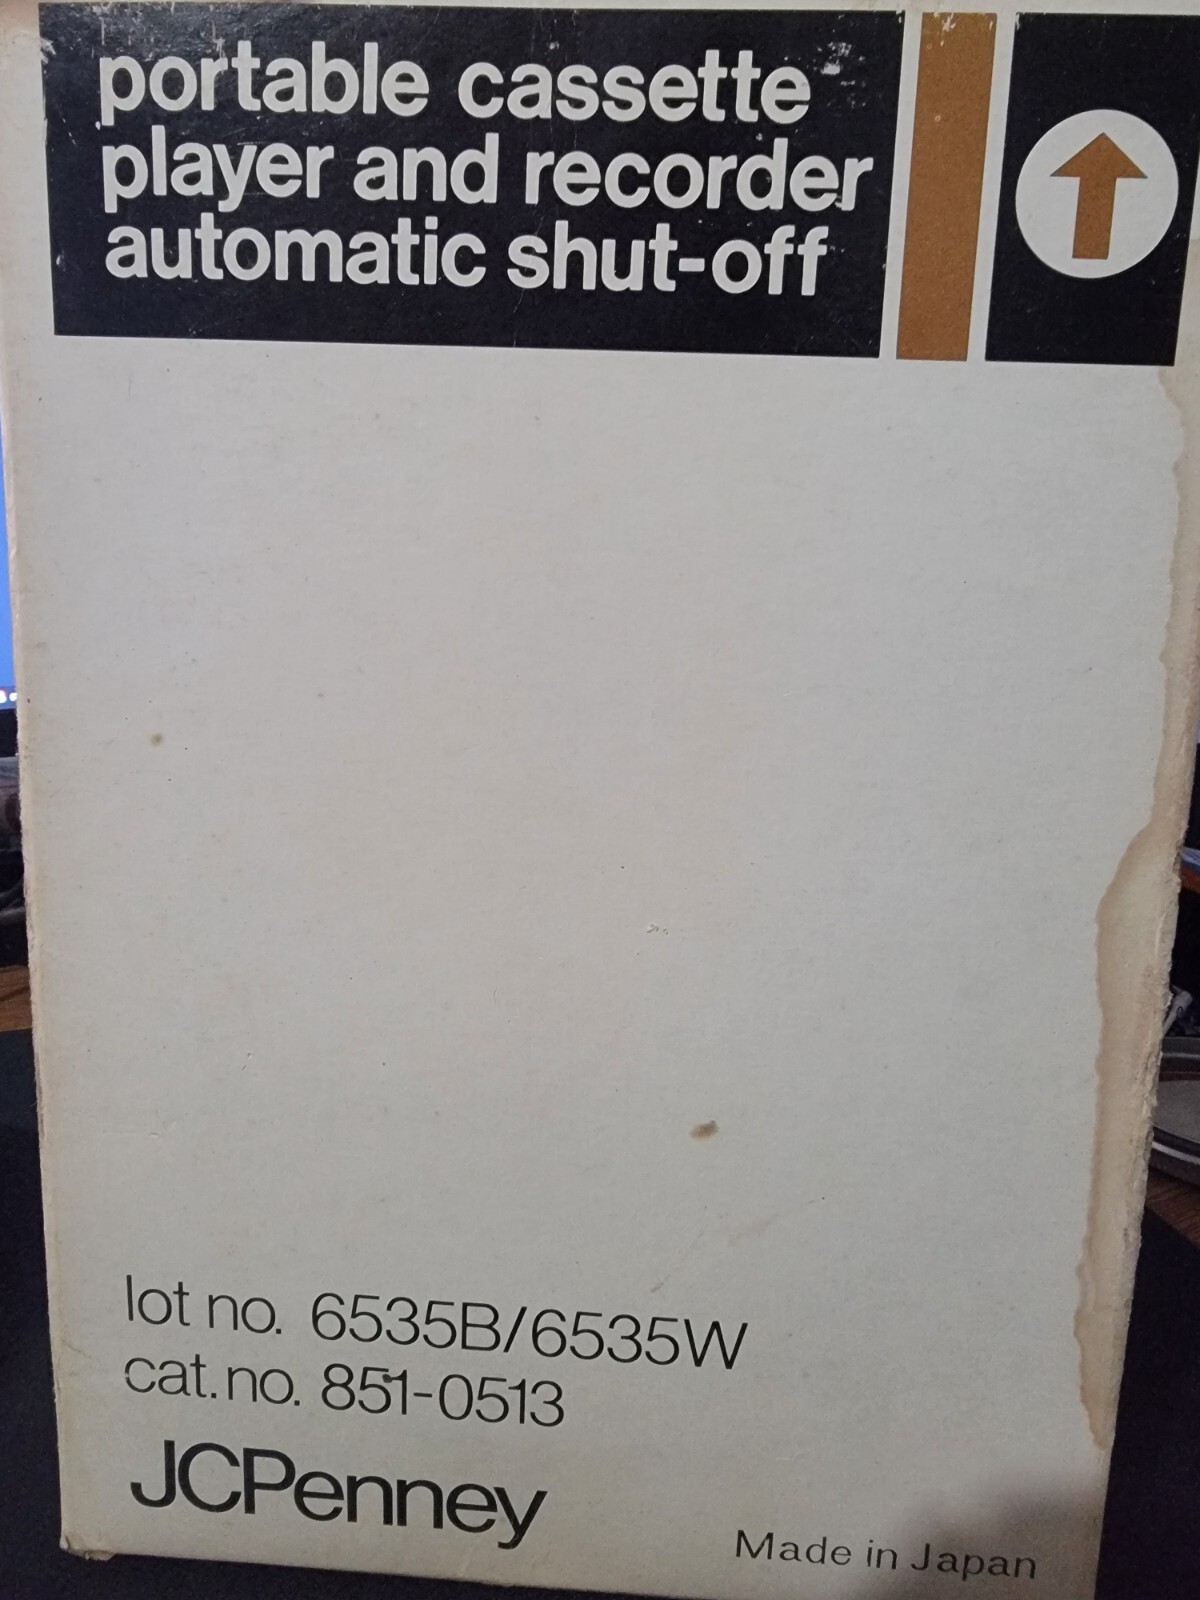 portable cassette
player and recorder
automatic shut-off
lot no. 6535B/6535W
cat. no. 851-0513
JCPenney
Made in Japan